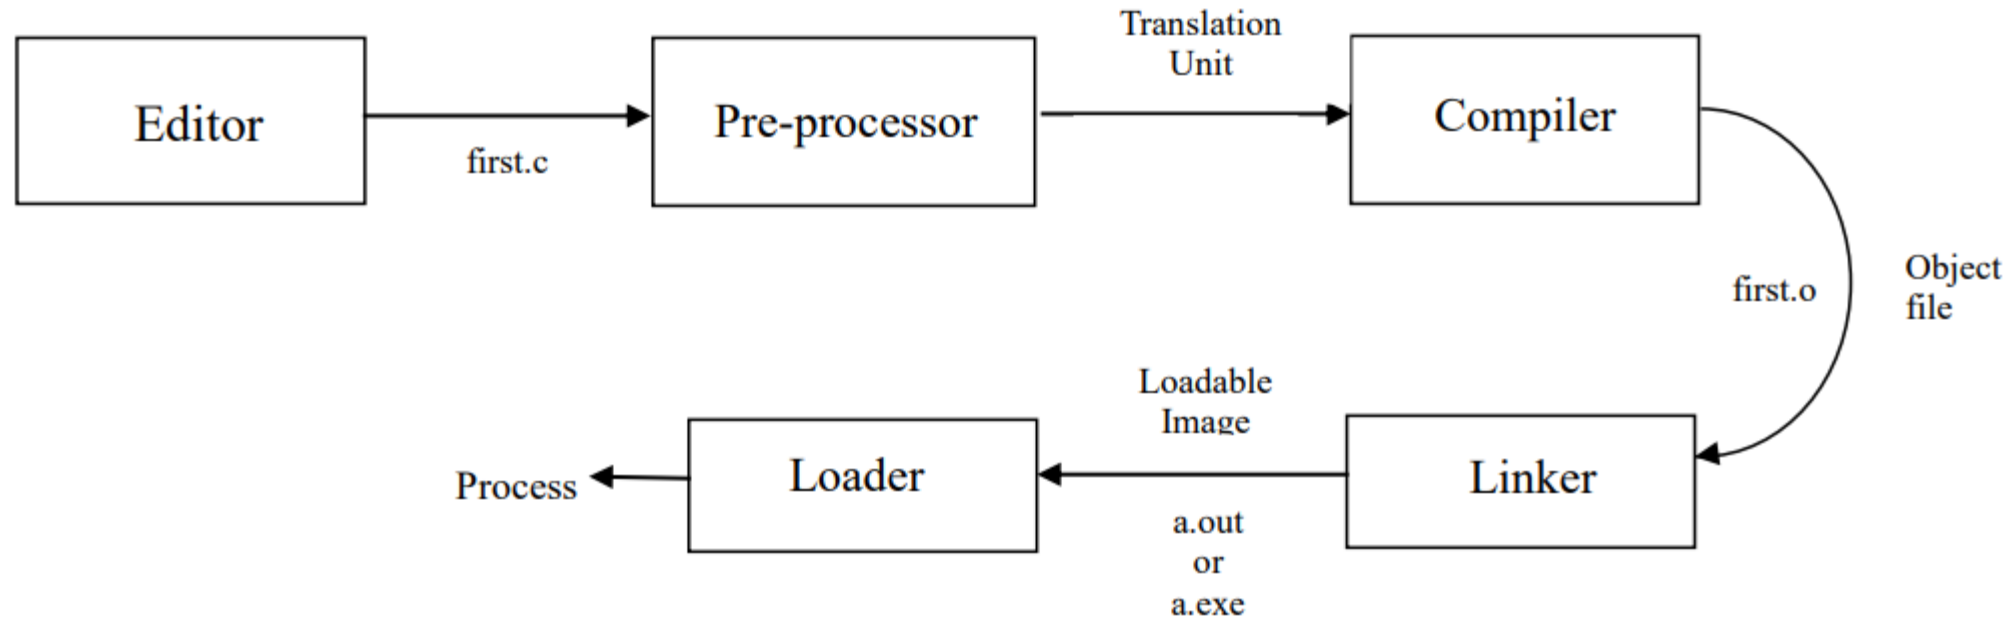 Editor
first.c
Pre-processor
Translation
Unit
Compiler
first.o
Object
file
Linker
Loadable
Image
a.out
or
a.exe
Loader
Process